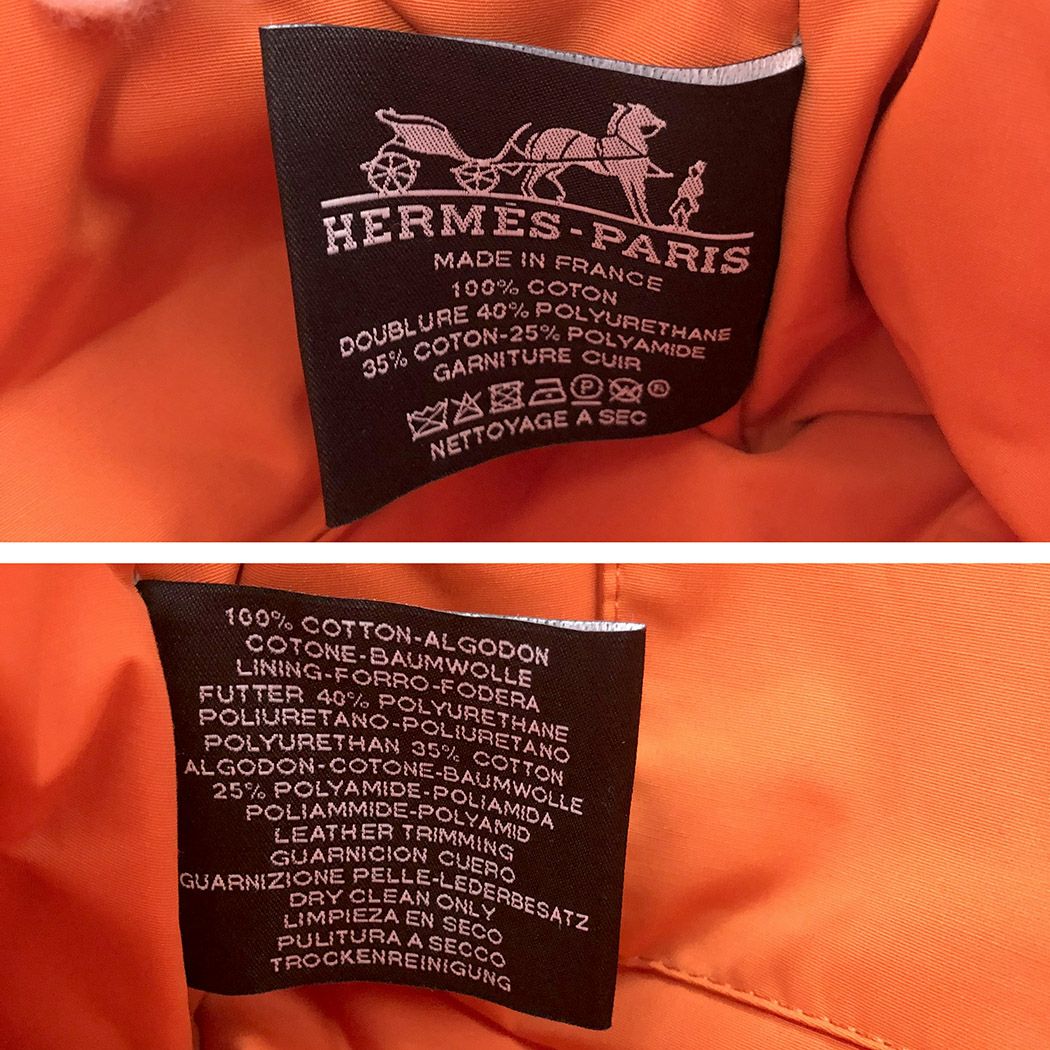 HERMÈS-PARIS
MADE IN FRANCE
100% COTON
DOUBLURE 40% POLYURETHANE
35% COTON-25% POLYAMIDE
GARNITURE CUIR
P
NETTOYAGE A SEC
100% COTTON-ALGODON
COTONE-BAUMWOLLE
LINING-FORRO-FODERA
FUTTER 40% POLYURETHANE
POLIURETANO-POLIURETANO
POLYURETHAN 35% COTTON
ALGODON-COTONE-BAUMWOLLE
25% POLYAMIDE-POLIAMIDA
POLIAMMIDE-POLYAMID
LEATHER TRIMMING
GUARNICION CUERO
GUARNIZIONE PELLE-LEDERBESATZ
DRY CLEAN ONLY
LIMPIEZA EN SECO
PULITURA A SECCO
TROCKENREINIGUNG